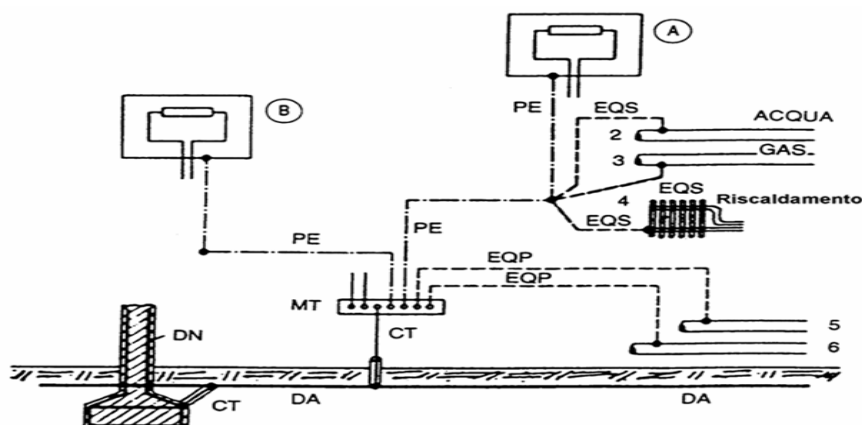 A
B
PE
EQS
ACQUA
2
3
GAS
4
EQS
Riscaldamento
EQS
PE
PE
EQP
EQP
MT
CT
5
6
DN
CT
DA
DA